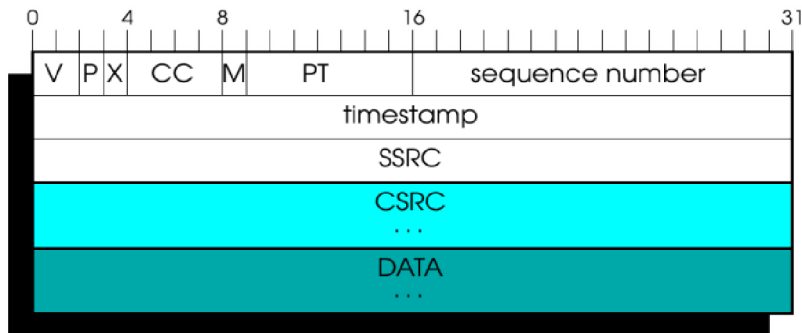 0 4 8 16 31
V P X CC M PT sequence number
timestamp
SSRC
CSRC
...
DATA
...